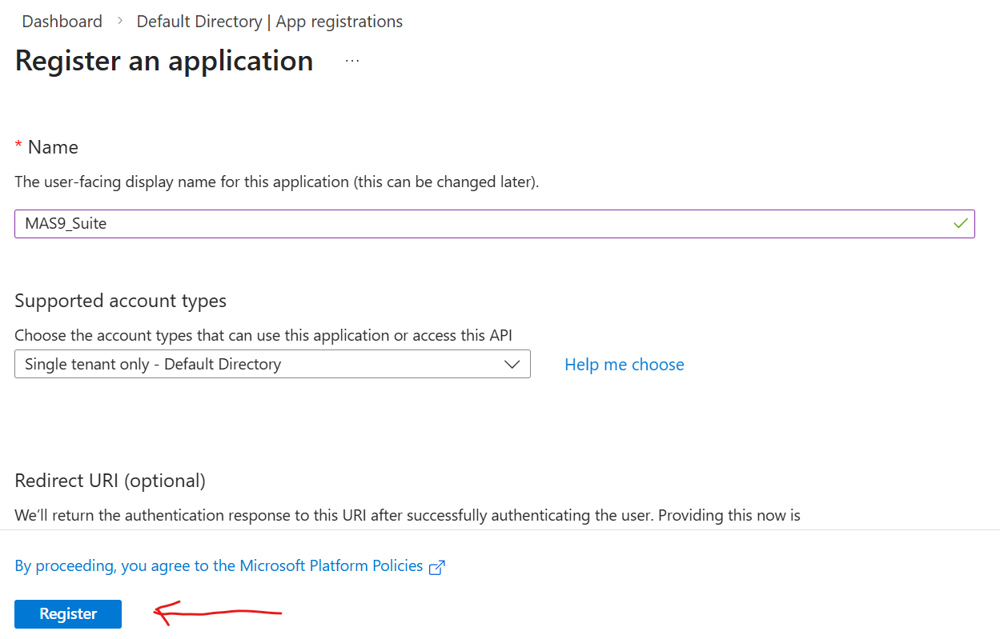 Dashboard > Default Directory | App registrations
Register an application ...
* Name
The user-facing display name for this application (this can be changed later).
MAS9_Suite
Supported account types
Choose the account types that can use this application or access this API
Single tenant only - Default Directory
Help me choose
Redirect URI (optional)
We'll return the authentication response to this URI after successfully authenticating the user. Providing this now is
By proceeding, you agree to the Microsoft Platform Policies
Register